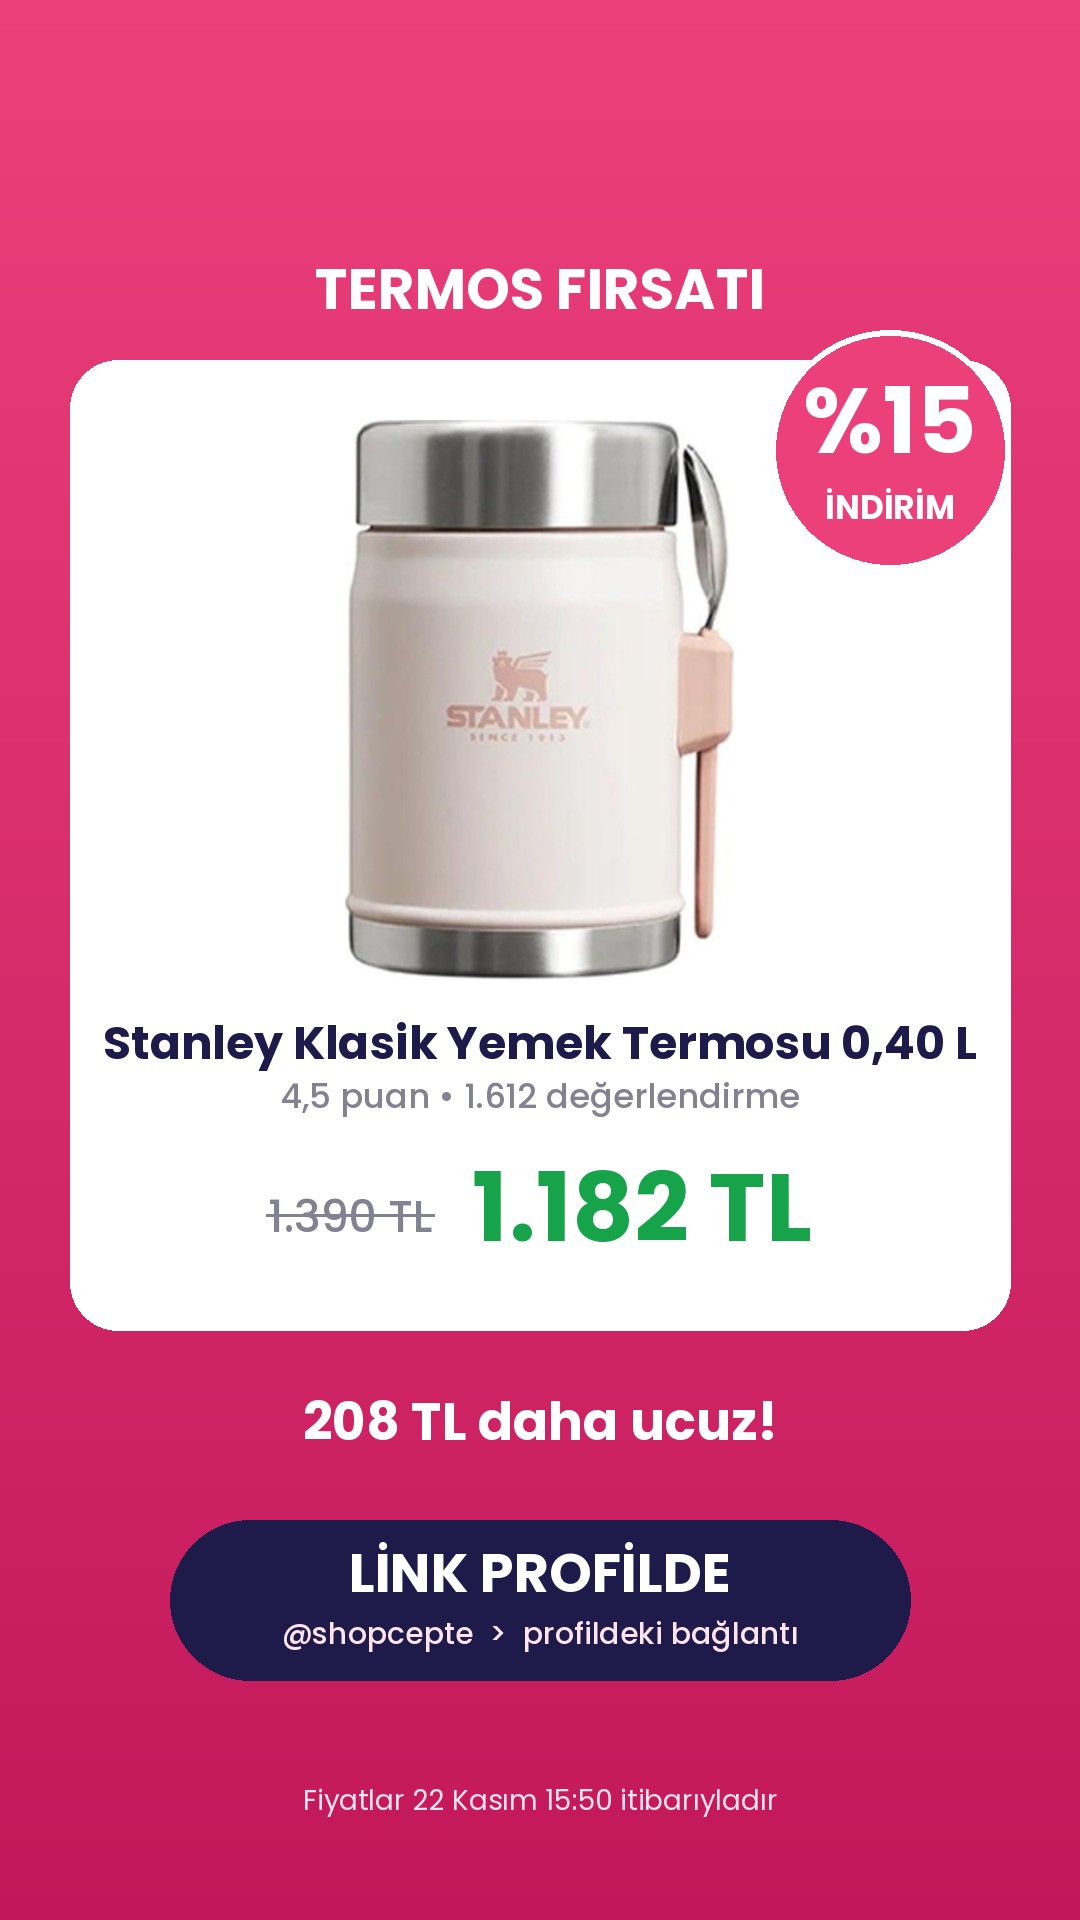 TERMOS FIRSATI
%15
İNDİRİM
STANLEY
SINCE 1913
Stanley Klasik Yemek Termosu 0,40 L
4,5 puan • 1.612 değerlendirme
1.390 TL 1.182 TL
208 TL daha ucuz!
LİNK PROFİLDE
@shopcepte > profildeki bağlantı
Fiyatlar 22 Kasım 15:50 itibarıyladır